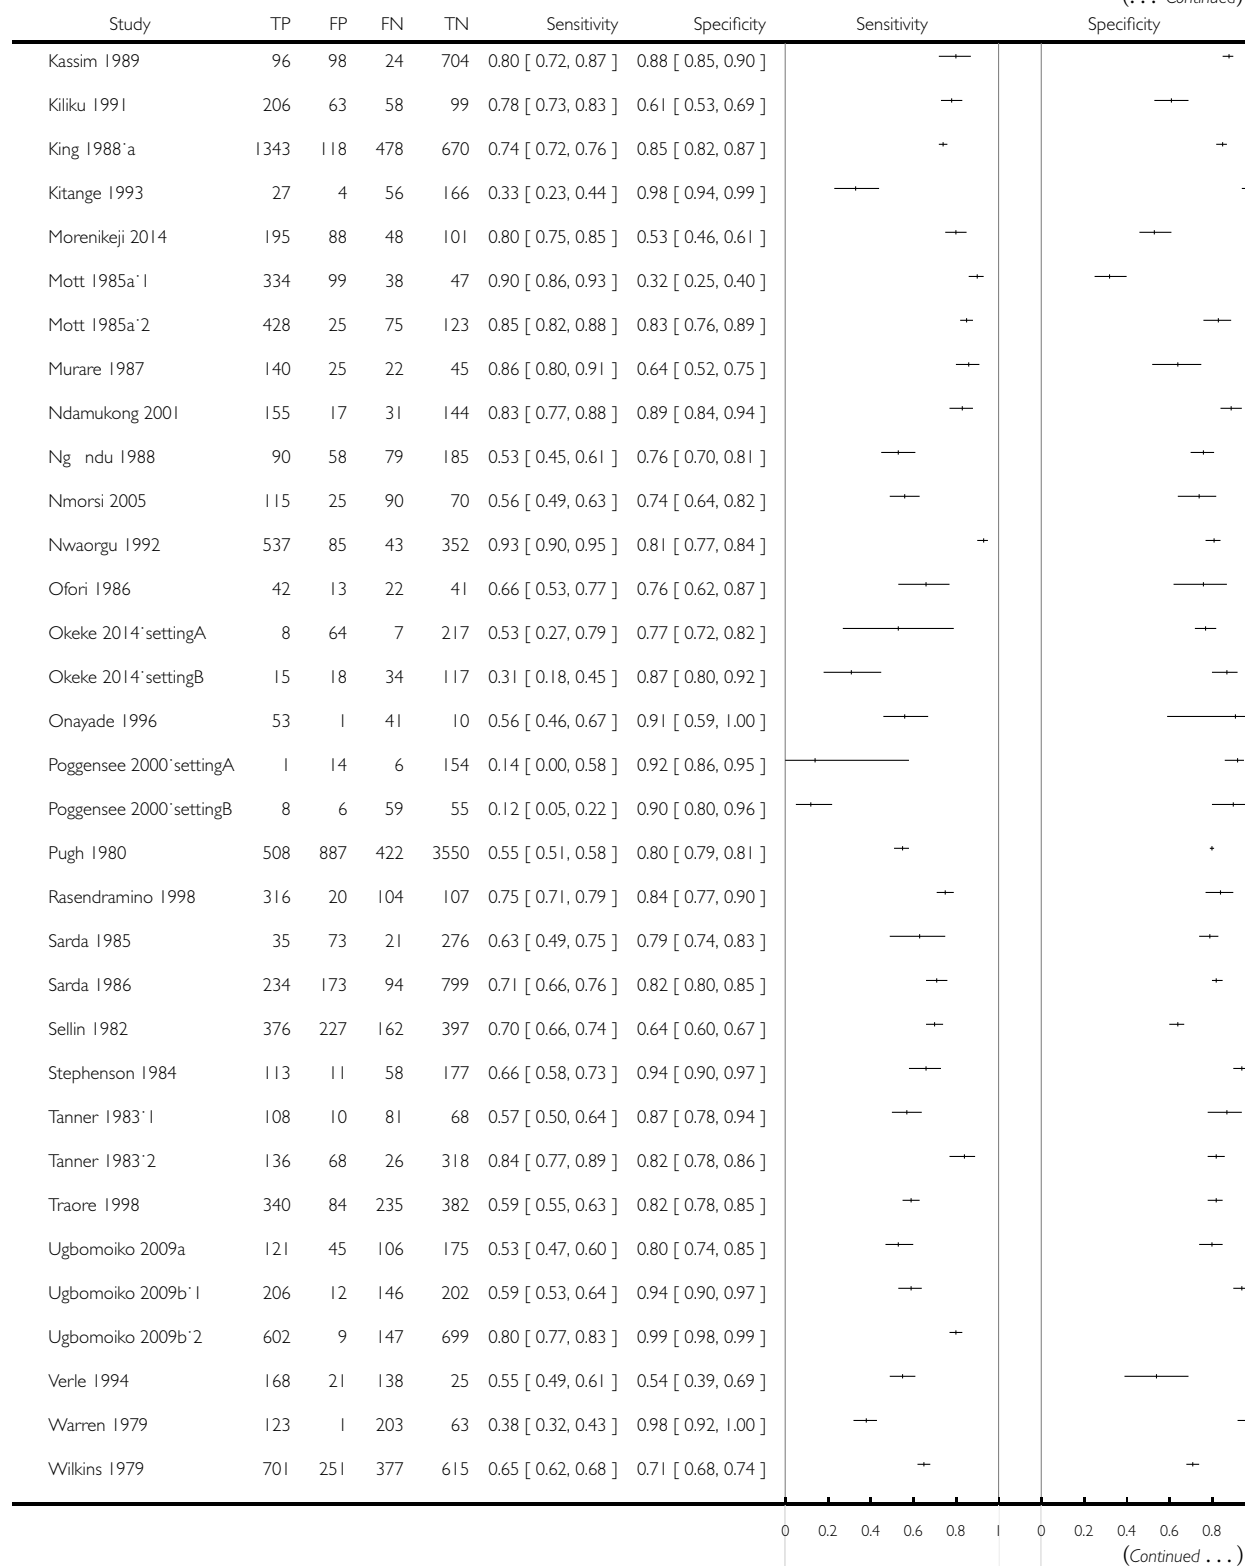 (... Continued)
Study TP FP FN TN Sensitivity Specificity Sensitivity Specificity
Kassim 1989 96 98 24 704 0.80 [ 0.72, 0.87 ] 0.88 [ 0.85, 0.90 ]
Kiliku 1991 206 63 58 99 0.78 [ 0.73, 0.83 ] 0.61 [ 0.53, 0.69 ]
King 1988˙a 1343 118 478 670 0.74 [ 0.72, 0.76 ] 0.85 [ 0.82, 0.87 ]
Kitange 1993 27 4 56 166 0.33 [ 0.23, 0.44 ] 0.98 [ 0.94, 0.99 ]
Morenikeji 2014 195 88 48 101 0.80 [ 0.75, 0.85 ] 0.53 [ 0.46, 0.61 ]
Mott 1985a˙1 334 99 38 47 0.90 [ 0.86, 0.93 ] 0.32 [ 0.25, 0.40 ]
Mott 1985a˙2 428 25 75 123 0.85 [ 0.82, 0.88 ] 0.83 [ 0.76, 0.89 ]
Murare 1987 140 25 22 45 0.86 [ 0.80, 0.91 ] 0.64 [ 0.52, 0.75 ]
Ndamukong 2001 155 17 31 144 0.83 [ 0.77, 0.88 ] 0.89 [ 0.84, 0.94 ]
Ng ndu 1988 90 58 79 185 0.53 [ 0.45, 0.61 ] 0.76 [ 0.70, 0.81 ]
Nmorsi 2005 115 25 90 70 0.56 [ 0.49, 0.63 ] 0.74 [ 0.64, 0.82 ]
Nwaorgu 1992 537 85 43 352 0.93 [ 0.90, 0.95 ] 0.81 [ 0.77, 0.84 ]
Ofori 1986 42 13 22 41 0.66 [ 0.53, 0.77 ] 0.76 [ 0.62, 0.87 ]
Okeke 2014˙settingA 8 64 7 217 0.53 [ 0.27, 0.79 ] 0.77 [ 0.72, 0.82 ]
Okeke 2014˙settingB 15 18 34 117 0.31 [ 0.18, 0.45 ] 0.87 [ 0.80, 0.92 ]
Onayade 1996 53 1 41 10 0.56 [ 0.46, 0.67 ] 0.91 [ 0.59, 1.00 ]
Poggensee 2000˙settingA 1 14 6 154 0.14 [ 0.00, 0.58 ] 0.92 [ 0.86, 0.95 ]
Poggensee 2000˙settingB 8 6 59 55 0.12 [ 0.05, 0.22 ] 0.90 [ 0.80, 0.96 ]
Pugh 1980 508 887 422 3550 0.55 [ 0.51, 0.58 ] 0.80 [ 0.79, 0.81 ]
Rasendramino 1998 316 20 104 107 0.75 [ 0.71, 0.79 ] 0.84 [ 0.77, 0.90 ]
Sarda 1985 35 73 21 276 0.63 [ 0.49, 0.75 ] 0.79 [ 0.74, 0.83 ]
Sarda 1986 234 173 94 799 0.71 [ 0.66, 0.76 ] 0.82 [ 0.80, 0.85 ]
Sellin 1982 376 227 162 397 0.70 [ 0.66, 0.74 ] 0.64 [ 0.60, 0.67 ]
Stephenson 1984 113 11 58 177 0.66 [ 0.58, 0.73 ] 0.94 [ 0.90, 0.97 ]
Tanner 1983˙1 108 10 81 68 0.57 [ 0.50, 0.64 ] 0.87 [ 0.78, 0.94 ]
Tanner 1983˙2 136 68 26 318 0.84 [ 0.77, 0.89 ] 0.82 [ 0.78, 0.86 ]
Traore 1998 340 84 235 382 0.59 [ 0.55, 0.63 ] 0.82 [ 0.78, 0.85 ]
Ugbomoiko 2009a 121 45 106 175 0.53 [ 0.47, 0.60 ] 0.80 [ 0.74, 0.85 ]
Ugbomoiko 2009b˙1 206 12 146 202 0.59 [ 0.53, 0.64 ] 0.94 [ 0.90, 0.97 ]
Ugbomoiko 2009b˙2 602 9 147 699 0.80 [ 0.77, 0.83 ] 0.99 [ 0.98, 0.99 ]
Verle 1994 168 21 138 25 0.55 [ 0.49, 0.61 ] 0.54 [ 0.39, 0.69 ]
Warren 1979 123 1 203 63 0.38 [ 0.32, 0.43 ] 0.98 [ 0.92, 1.00 ]
Wilkins 1979 701 251 377 615 0.65 [ 0.62, 0.68 ] 0.71 [ 0.68, 0.74 ]
0 0.2 0.4 0.6 0.8 1 0 0.2 0.4 0.6 0.8
(Continued ...)